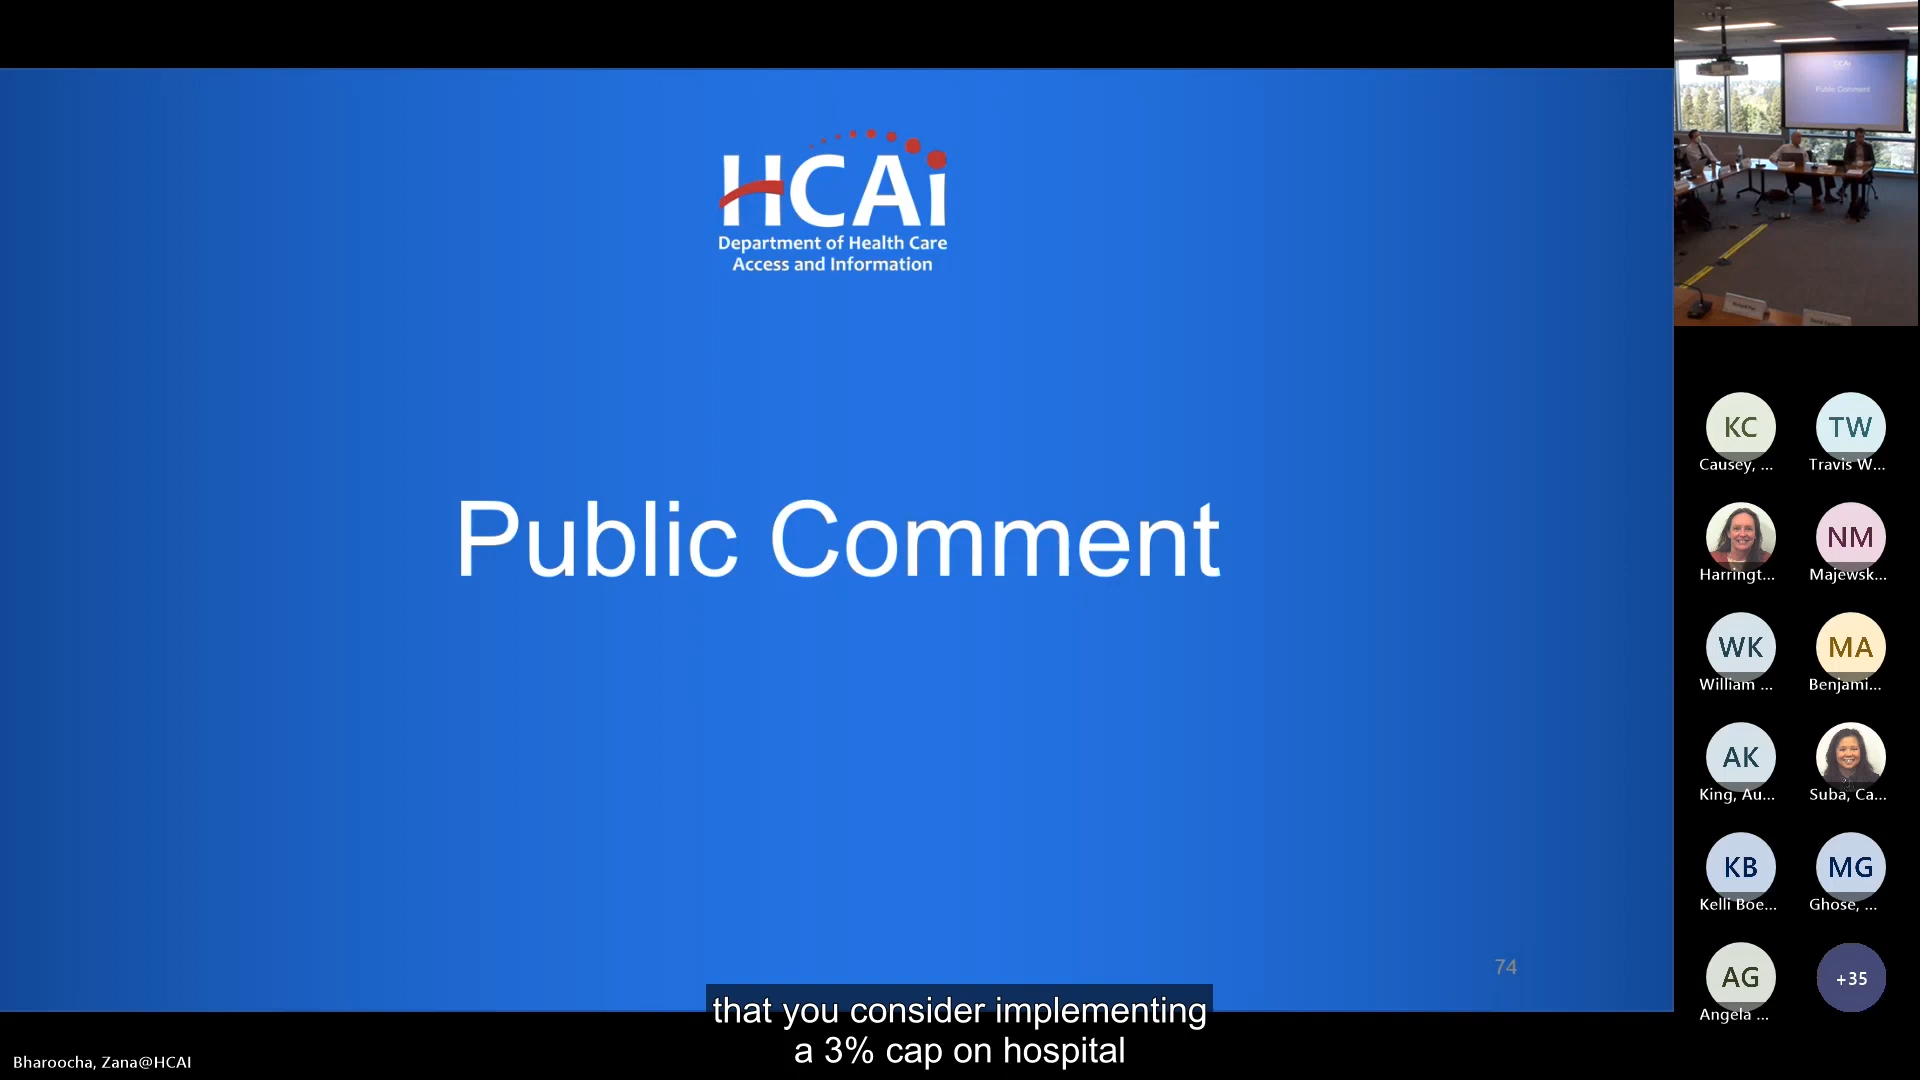 HCAi
Department of Health Care
Access and Information
Public Comment
74
that you consider implementing
a 3% cap on hospital
Bharoocha, Zana@HCAI
Public Comment
KC
Causey, ...
TW
Travis W...
Harringt...
NM
Majewsk...
WK
William ...
MA
Benjami...
AK
King, Au...
Suba, Ca...
KB
Kelli Boe...
MG
Ghose, ...
AG
Angela ...
+35